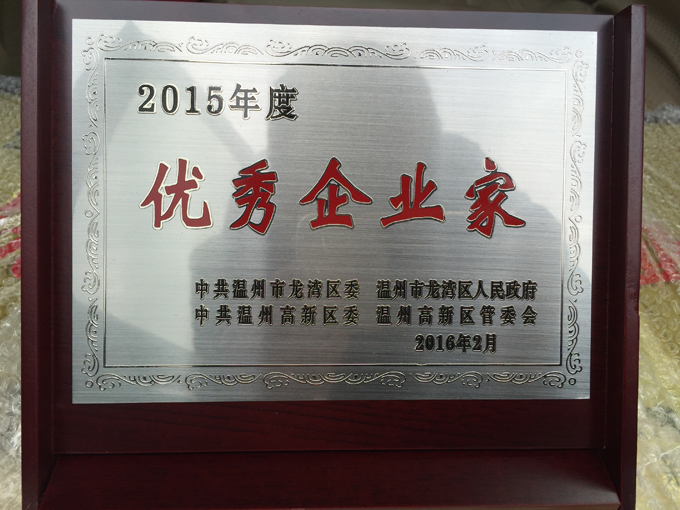 2015年度
优秀企业家
中共温州市龙湾区委 温州市龙湾区人民政府
中共温州高新区委 温州高新区管委会
2016年2月